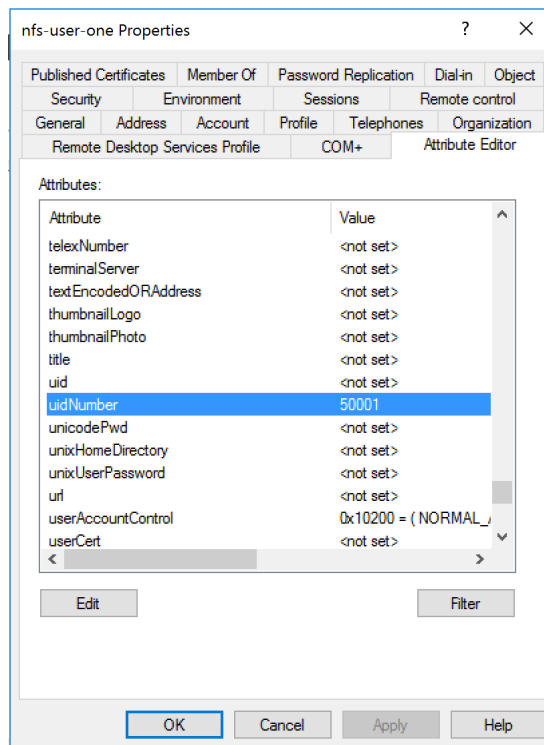 nfs-user-one Properties ? ×
Published Certificates Member Of Password Replication Dial-in Object
Security Environment Sessions Remote control
General Address Account Profile Telephones Organization
Remote Desktop Services Profile COM+ Attribute Editor
Attributes:
Attribute Value
telexNumber <not set>
terminalServer <not set>
textEncodedORAddress <not set>
thumbnailLogo <not set>
thumbnailPhoto <not set>
title <not set>
uid <not set>
uidNumber 50001
unicodePwd <not set>
unixHomeDirectory <not set>
unixUserPassword <not set>
url <not set>
userAccountControl 0x10200 = ( NORMAL_A
userCert <not set>
Edit Filter
OK Cancel Apply Help